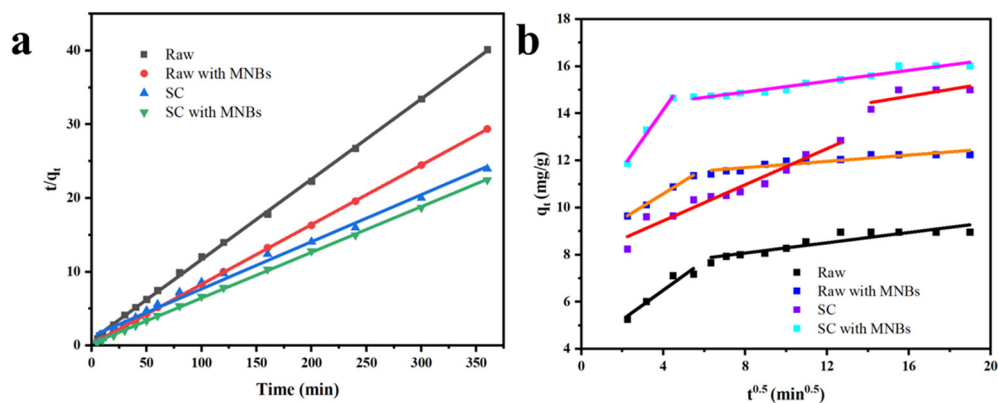 a
t/qt
40
30
20
10
0
Raw
Raw with MNBs
SC
SC with MNBs
0
50
100
150
200
250
300
350
Time (min)
b
qt (mg/g)
18
16
14
12
10
8
6
4
Raw
Raw with MNBs
SC
SC with MNBs
0
4
8
12
16
20
t0.5 (min0.5)